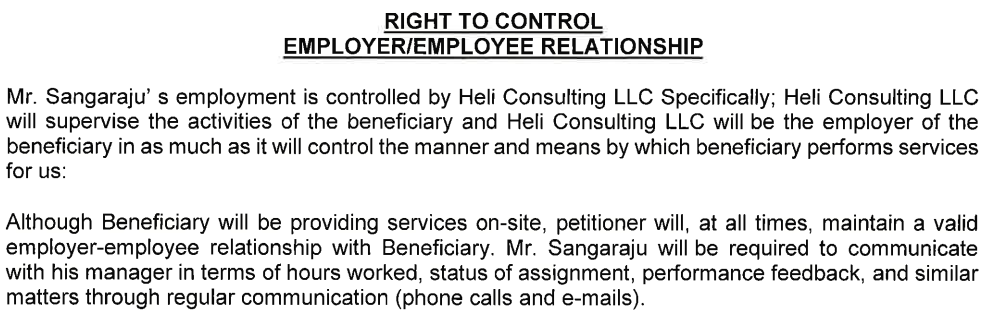 RIGHT TO CONTROL
EMPLOYER/EMPLOYEE RELATIONSHIP
Mr. Sangaraju' s employment is controlled by Heli Consulting LLC Specifically; Heli Consulting LLC
will supervise the activities of the beneficiary and Heli Consulting LLC will be the employer of the
beneficiary in as much as it will control the manner and means by which beneficiary performs services
for us:
Although Beneficiary will be providing services on-site, petitioner will, at all times, maintain a valid
employer-employee relationship with Beneficiary. Mr. Sangaraju will be required to communicate
with his manager in terms of hours worked, status of assignment, performance feedback, and similar
matters through regular communication (phone calls and e-mails).